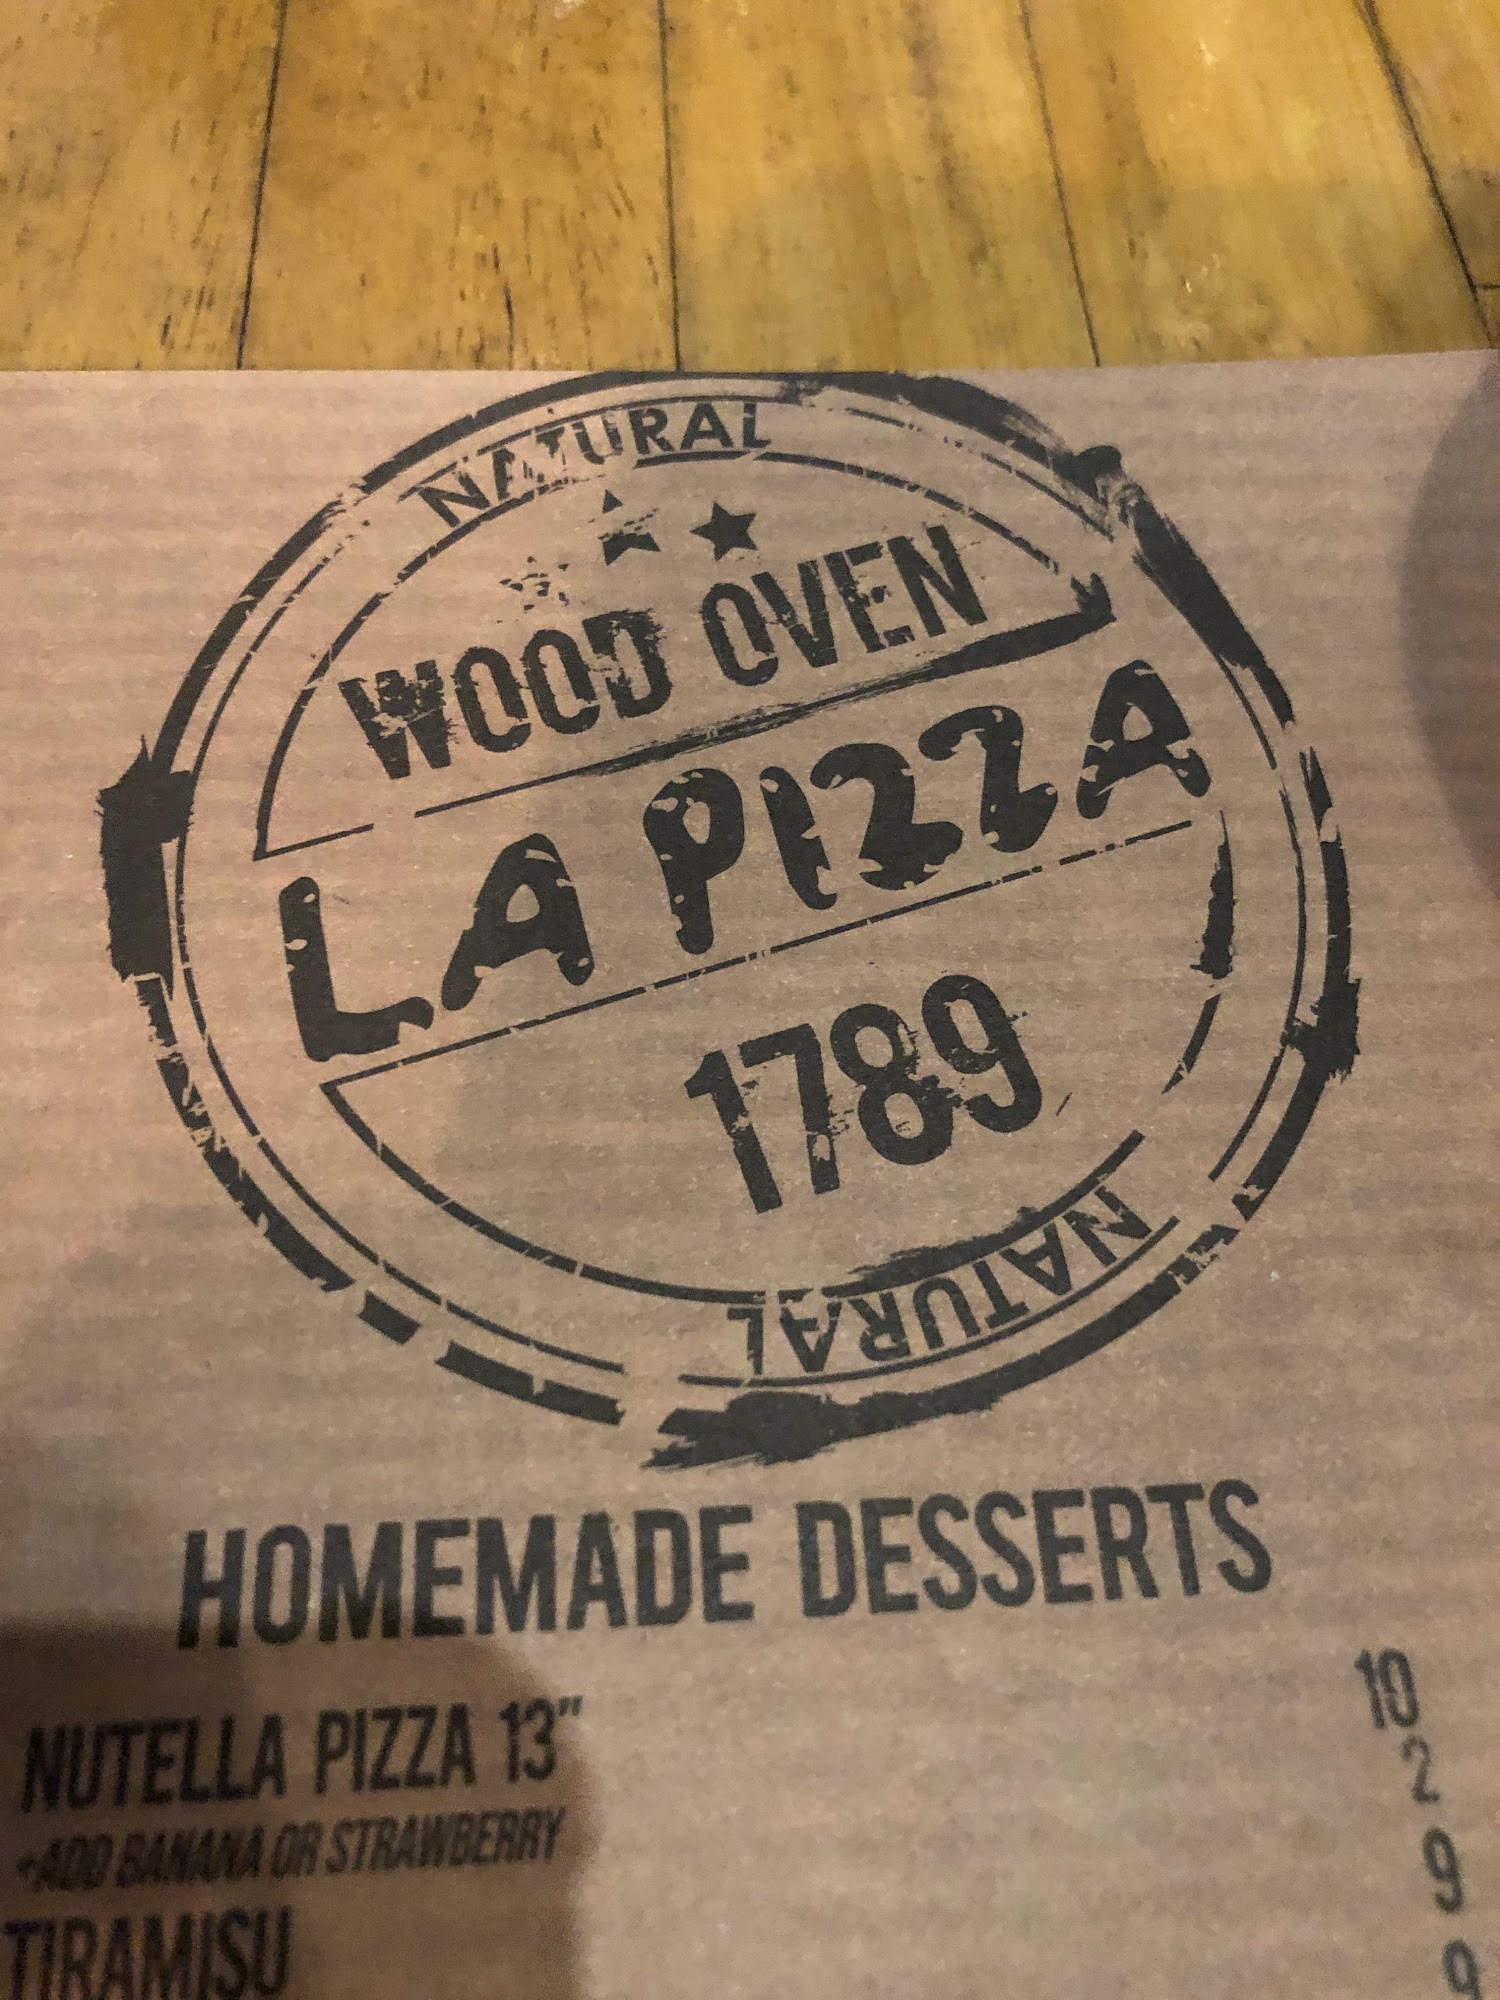 NATURAL
WOOD OVEN
LA PIZZA
1789
NATURAL
HOMEMADE DESSERTS
NUTELLA PIZZA 13" 10
+ADD BANANA OR STRAWBERRY 2
TIRAMISU 9
9